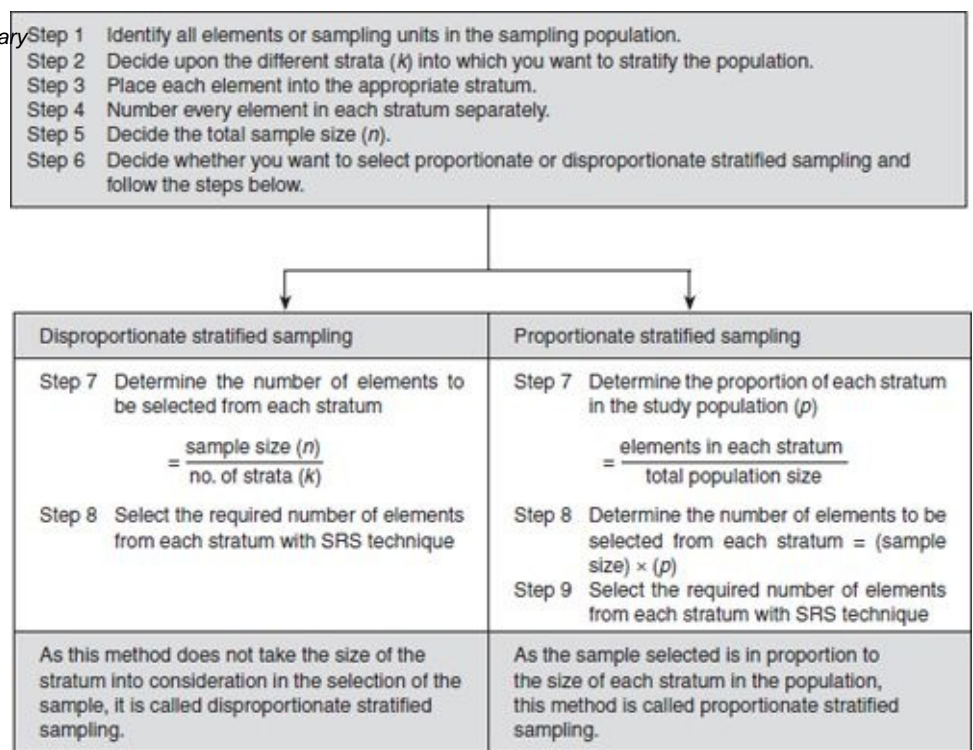 ary
Step 1 Identify all elements or sampling units in the sampling population.
Step 2 Decide upon the different strata (k) into which you want to stratify the population.
Step 3 Place each element into the appropriate stratum.
Step 4 Number every element in each stratum separately.
Step 5 Decide the total sample size (n).
Step 6 Decide whether you want to select proportionate or disproportionate stratified sampling and
follow the steps below.
Disproportionate stratified sampling
Step 7 Determine the number of elements to
be selected from each stratum
= sample size (n)
no. of strata (k)
Step 8 Select the required number of elements
from each stratum with SRS technique
As this method does not take the size of the
stratum into consideration in the selection of the
sample, it is called disproportionate stratified
sampling.
Proportionate stratified sampling
Step 7 Determine the proportion of each stratum
in the study population (p)
= elements in each stratum
total population size
Step 8 Determine the number of elements to be
selected from each stratum = (sample
size) × (p)
Step 9 Select the required number of elements
from each stratum with SRS technique
As the sample selected is in proportion to
the size of each stratum in the population,
this method is called proportionate stratified
sampling.